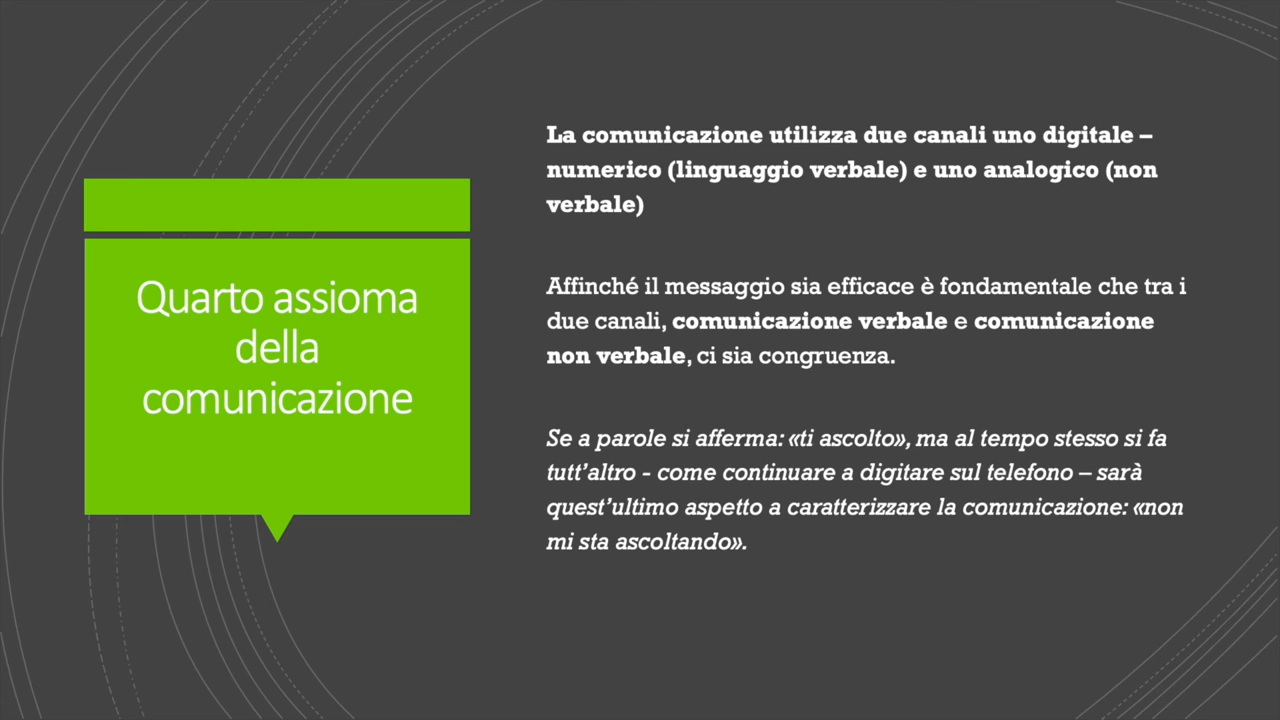 Quarto assioma
della
comunicazione
La comunicazione utilizza due canali uno digitale –
numerico (linguaggio verbale) e uno analogico (non
verbale)
Affinché il messaggio sia efficace è fondamentale che tra i
due canali, comunicazione verbale e comunicazione
non verbale, ci sia congruenza.
Se a parole si afferma: «ti ascolto», ma al tempo stesso si fa
tutt’altro - come continuare a digitare sul telefono – sarà
quest’ultimo aspetto a caratterizzare la comunicazione: «non
mi sta ascoltando».